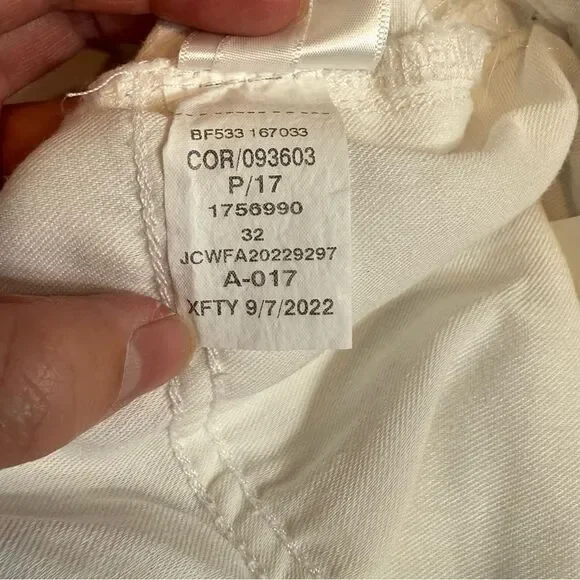 BF533 167033
COR/093603
P/17
1756990
32
JCWFA20229297
A-017
XFTY 9/7/2022